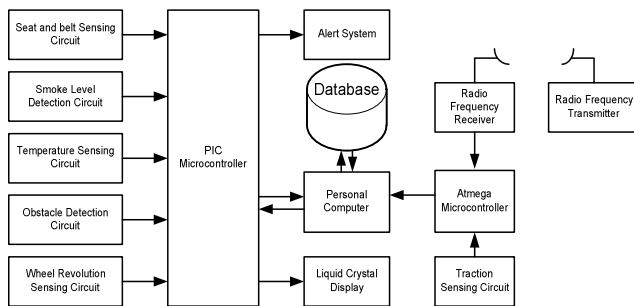 Seat and belt Sensing
Circuit
Smoke Level
Detection Circuit
Temperature Sensing
Circuit
Obstacle Detection
Circuit
Wheel Revolution
Sensing Circuit
PIC
Microcontroller
Alert System
Database
Personal
Computer
Liquid Crystal
Display
Radio
Frequency
Receiver
Radio Frequency
Transmitter
Atmega
Microcontroller
Traction
Sensing Circuit